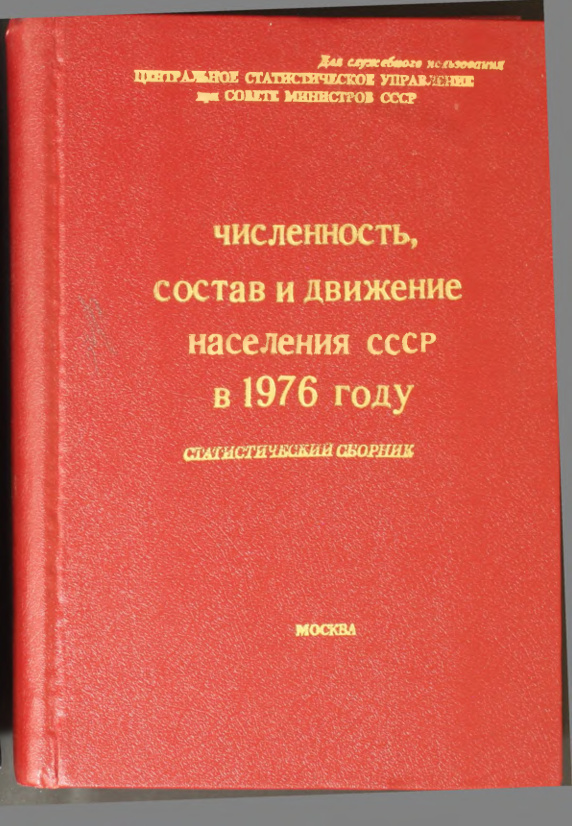 Для служебного использования
ЦЕНТРАЛЬНОЕ СТАТИСТИЧЕСКОЕ УПРАВЛЕНИЕ
при СОВЕТЕ МИНИСТРОВ СССР
ЧИСЛЕННОСТЬ,
СОСТАВ И ДВИЖЕНИЕ
НАСЕЛЕНИЯ СССР
В 1976 ГОДУ
СТАТИСТИЧЕСКИЙ СБОРНИК
МОСКВА